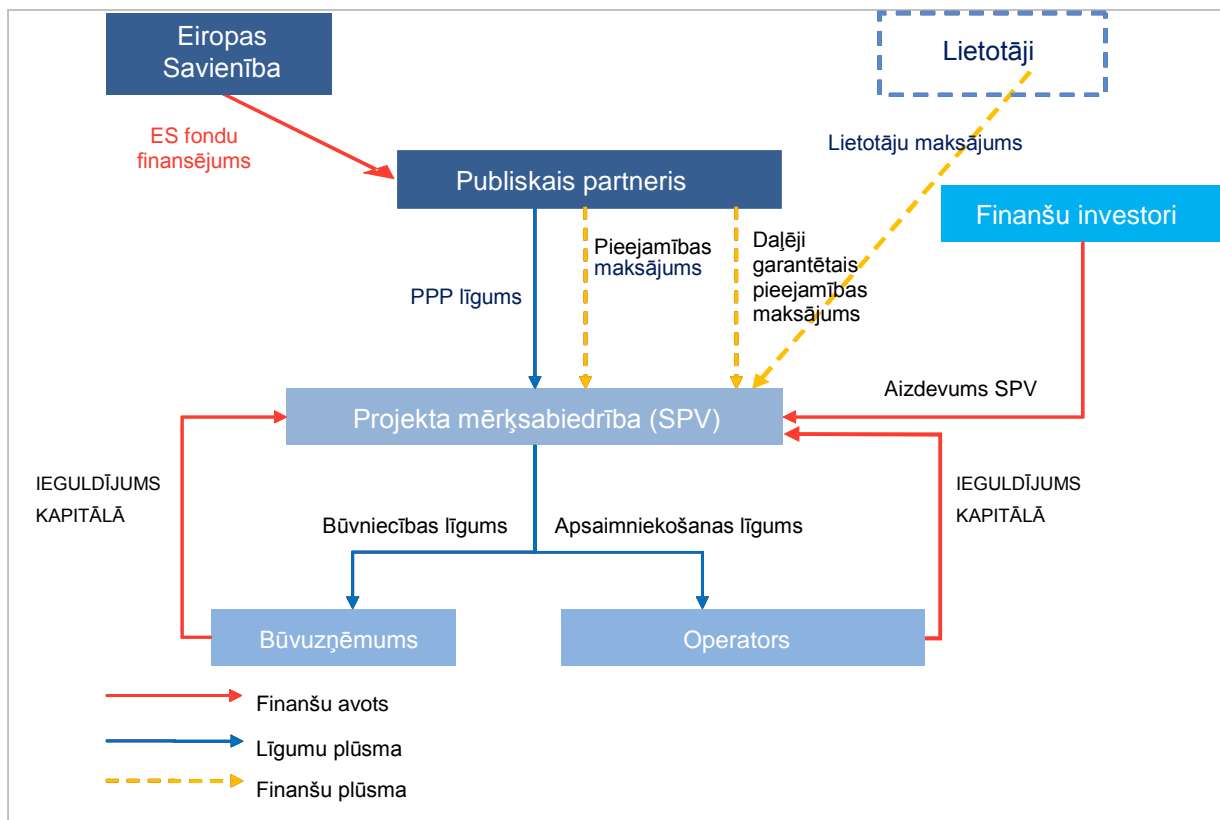 Eiropas
Savienība
Lietotāji
ES fondu
finansējums
Lietotāju maksājums
Publiskais partneris
Finanšu investori
Pieejamības
maksājums
Daļēji
garantētais
pieejamības
maksājums
PPP līgums
Aizdevums SPV
Projekta mērķsabiedrība (SPV)
IEGULDĪJUMS
KAPITĀLĀ
IEGULDĪJUMS
KAPITĀLĀ
Būvniecības līgums
Apsaimniekošanas līgums
Būvuzņēmums
Operators
Finanšu avots
Līgumu plūsma
Finanšu plūsma